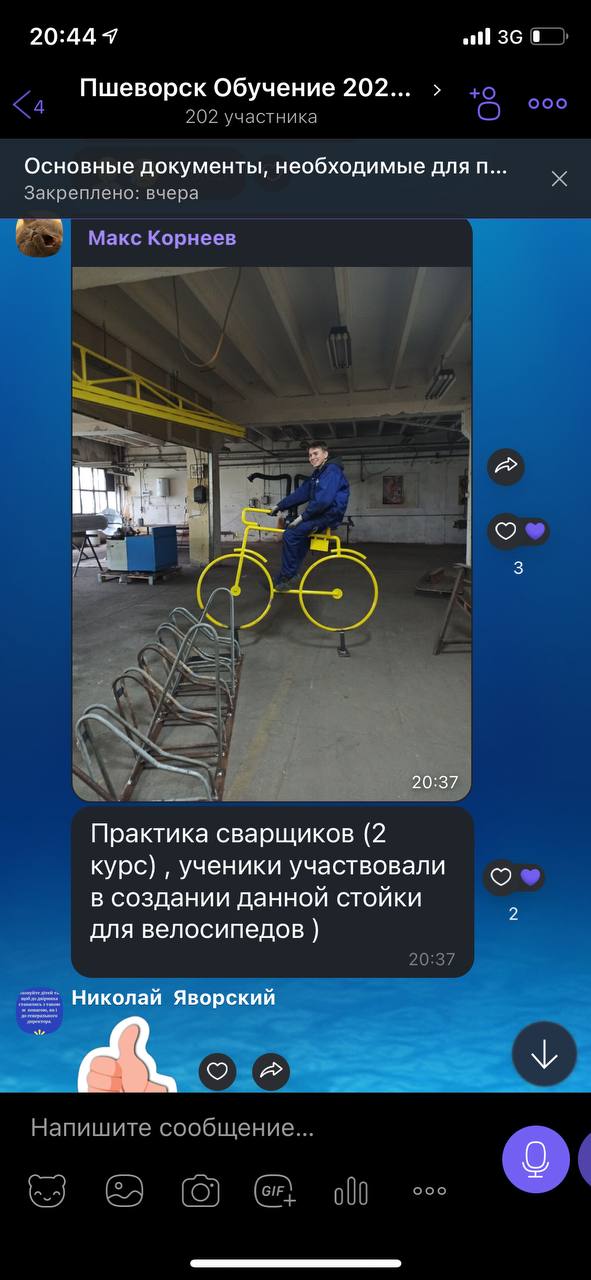 20:44
3G
4
Пшеворск Обучение 202...
202 участника
Основные документы, необходимые для п...
Закреплено: вчера
Макс Корнеев
3
20:37
Практика сварщиков (2
курс) , ученики участвовали
в создании данной стойки
для велосипедов )
20:37
2
Николай Яворский
Напишите сообщение...
GIF